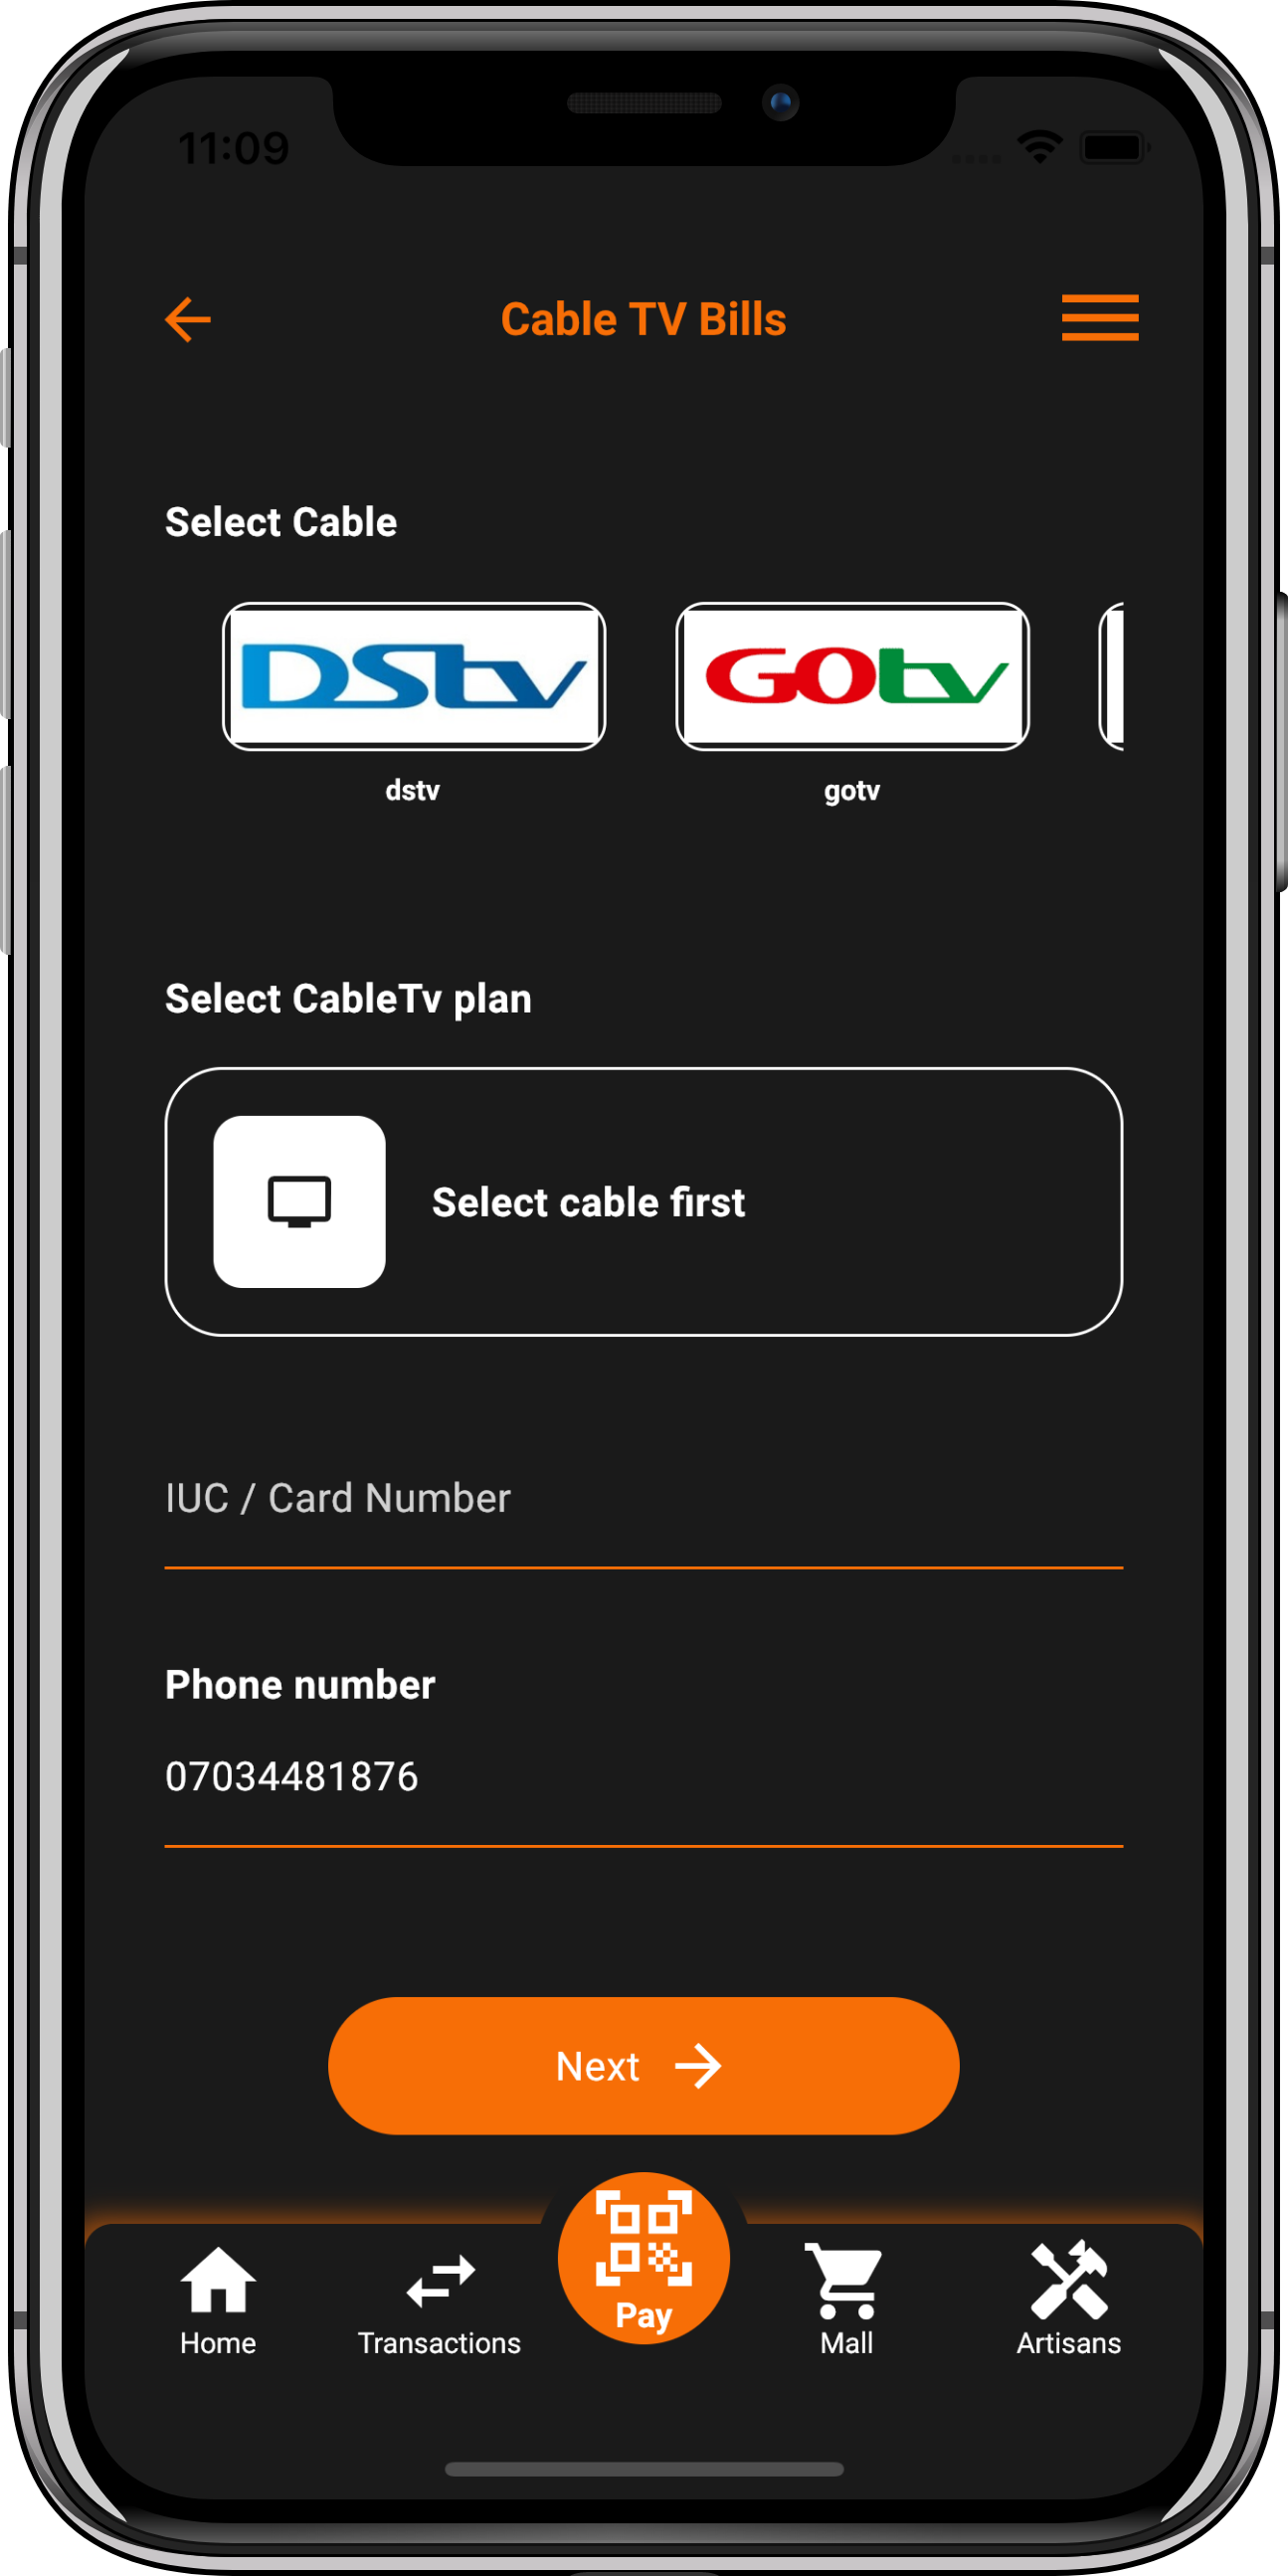 11:09
Cable TV Bills
Select Cable
DStv
GOtv
dstv
gotv
Select CableTv plan
Select cable first
IUC / Card Number
Phone number
07034481876
Next
Pay
Home
Transactions
Mall
Artisans